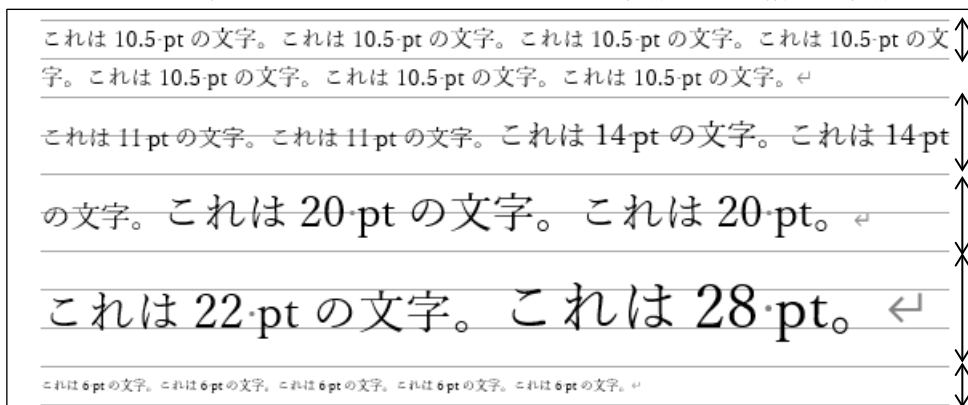 これは 10.5 pt の文字。これは 10.5 pt の文字。これは 10.5 pt の文字。これは 10.5 pt の文
字。これは 10.5 pt の文字。これは 10.5 pt の文字。これは 10.5 pt の文字。
これは 11 pt の文字。これは 11 pt の文字。これは 14 pt の文字。これは 14 pt
の文字。これは 20 pt の文字。これは 20 pt。
これは 22 pt の文字。これは 28 pt。
これは 6 pt の文字。これは 6 pt の文字。これは 6 pt の文字。これは 6 pt の文字。これは 6 pt の文字。